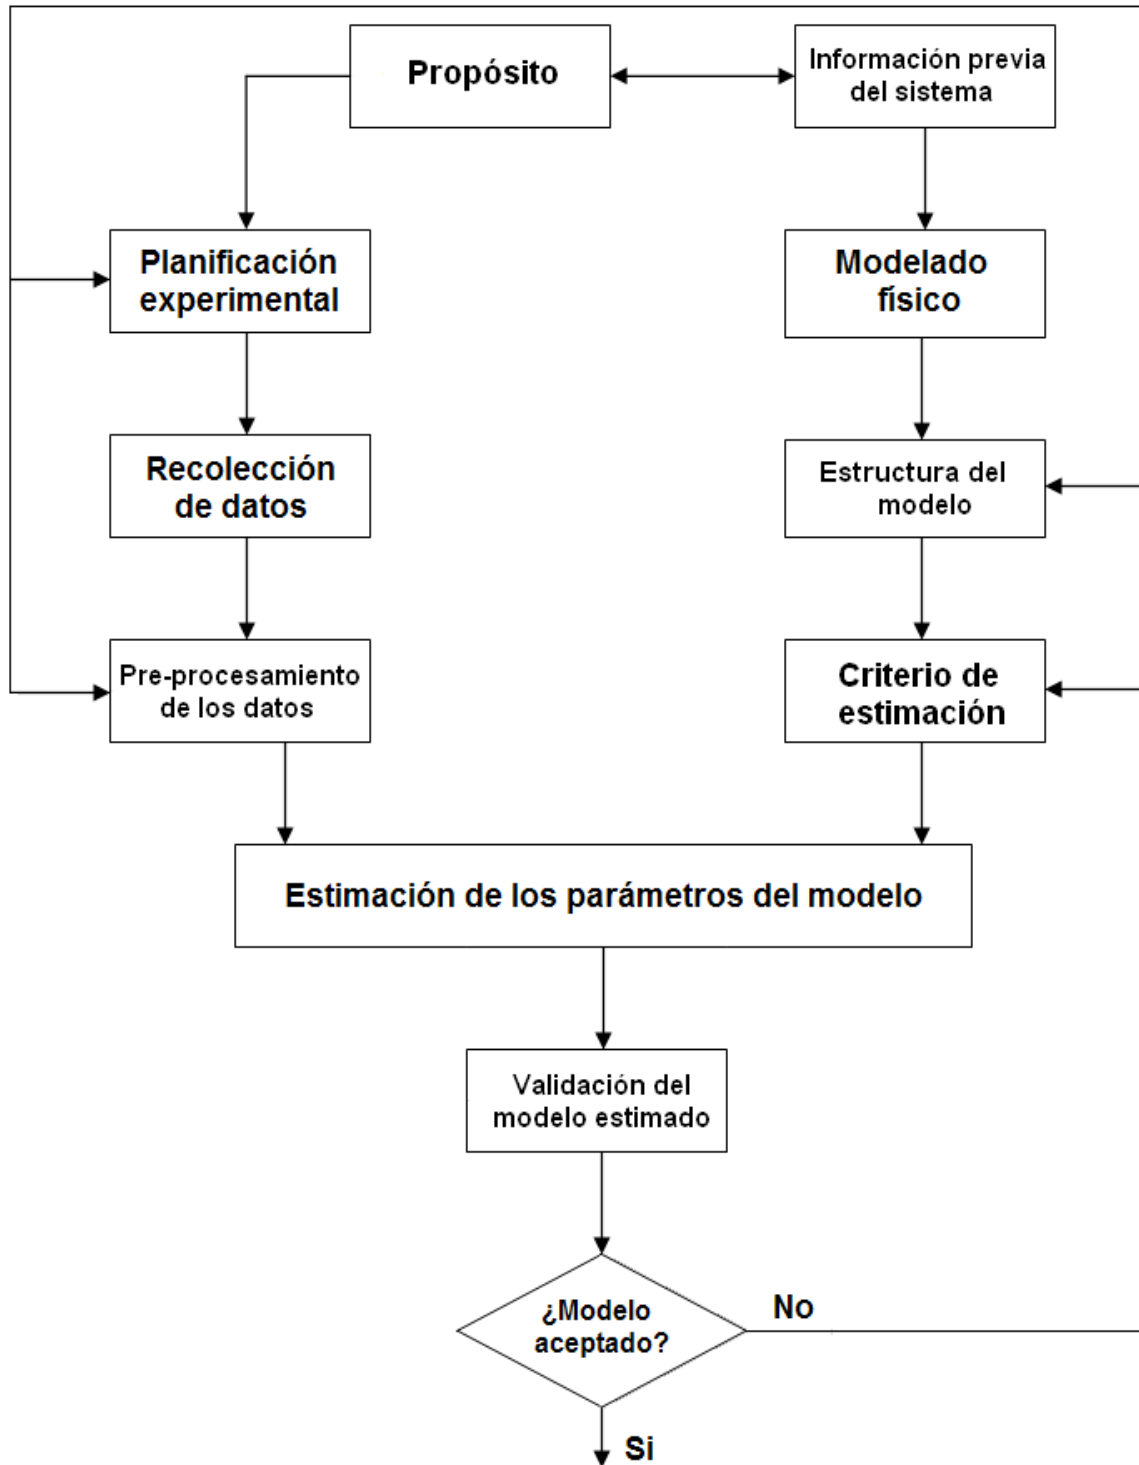 Propósito
Información previa
del sistema
Planificación
experimental
Modelado
físico
Recolección
de datos
Estructura del
modelo
Pre-procesamiento
de los datos
Criterio de
estimación
Estimación de los parámetros del modelo
Validación del
modelo estimado
¿Modelo
aceptado?
No
Si